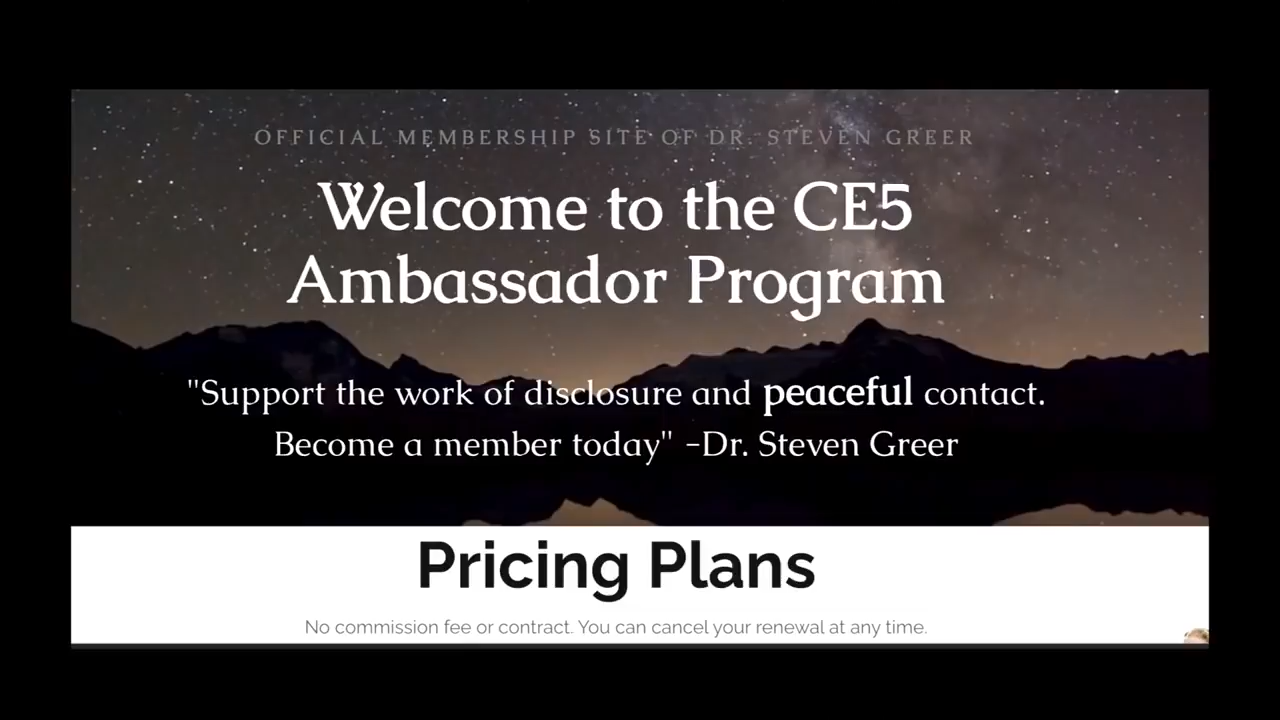 OFFICIAL MEMBERSHIP SITE OF DR. STEVEN GREER
Welcome to the CE5
Ambassador Program
"Support the work of disclosure and peaceful contact.
Become a member today" -Dr. Steven Greer
Pricing Plans
No commission fee or contract. You can cancel your renewal at any time.